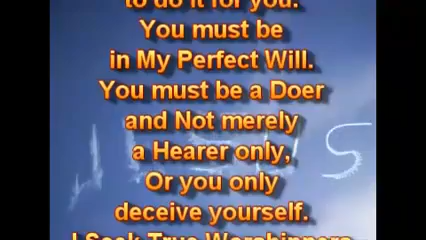 to do it for you.
You must be
in My Perfect Will.
You must be a Doer
and Not merely
a Hearer only,
Or you only
deceive yourself.
I Seek True Worshippers